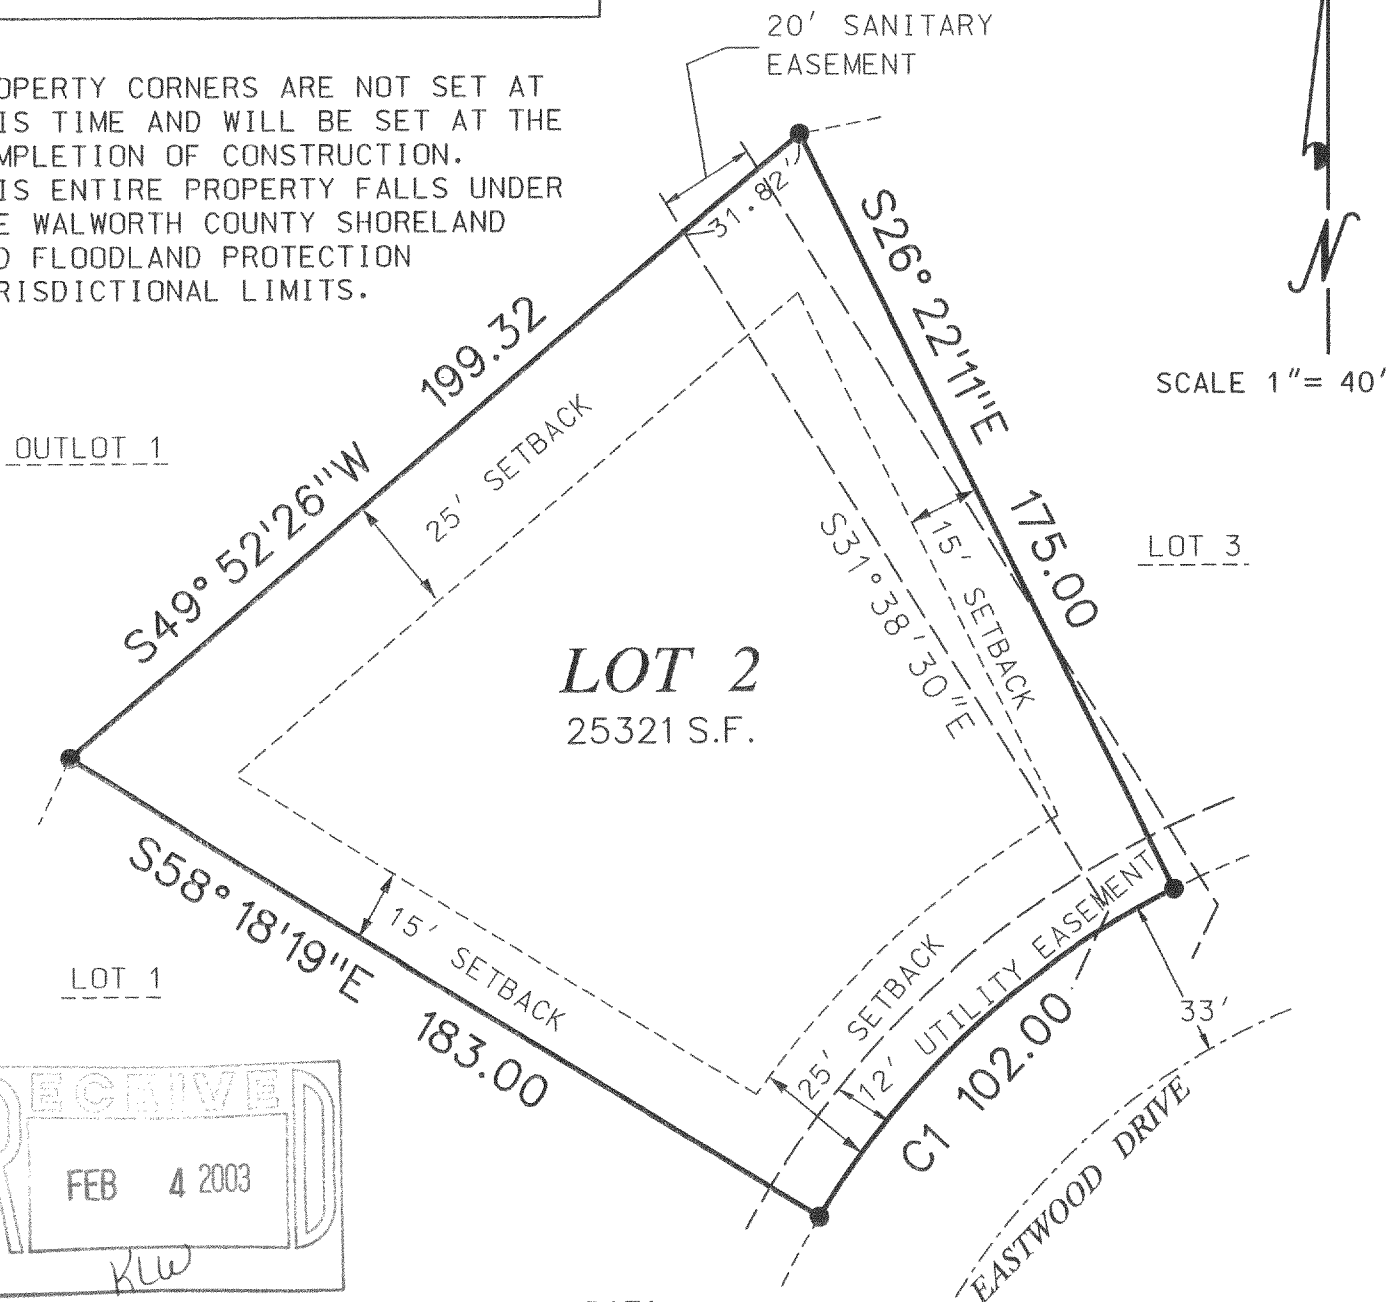 20' SANITARY
EASEMENT
OPERTY CORNERS ARE NOT SET AT
IS TIME AND WILL BE SET AT THE
MPLETION OF CONSTRUCTION.
IS ENTIRE PROPERTY FALLS UNDER
E WALWORTH COUNTY SHORELAND
D FLOODLAND PROTECTION
RISDICTIONAL LIMITS.
31.82'
N
SCALE 1"= 40'
S26° 22'11"E
175.00
199.32
S49° 52'26"W
OUTLOT 1
25' SETBACK
LOT 3
15' SETBACK
S31°38'30"E
LOT 2
25321 S.F.
S58° 18'19"E
183.00
15' SETBACK
LOT 1
25' SETBACK
12' UTILITY EASEMENT
C1 102.00
33'
EASTWOOD DRIVE
RECEIVED
FEB 4 2003
KLW